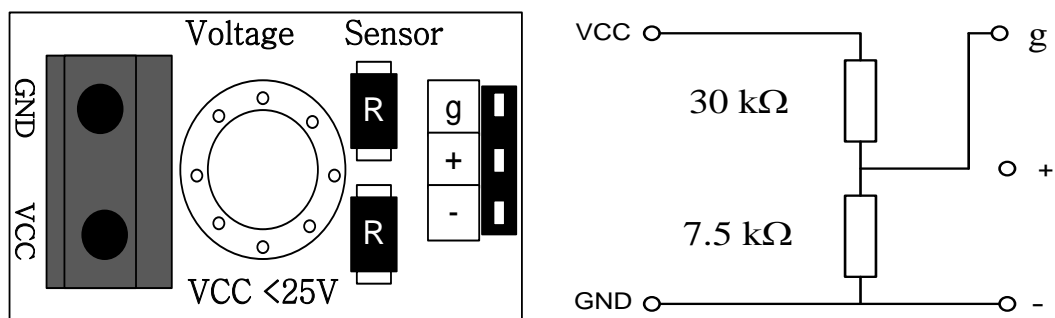 Voltage Sensor
GND
VCC
R
R
g
+
-
VCC <25V
VCC
g
30 kΩ
+
7.5 kΩ
GND
-